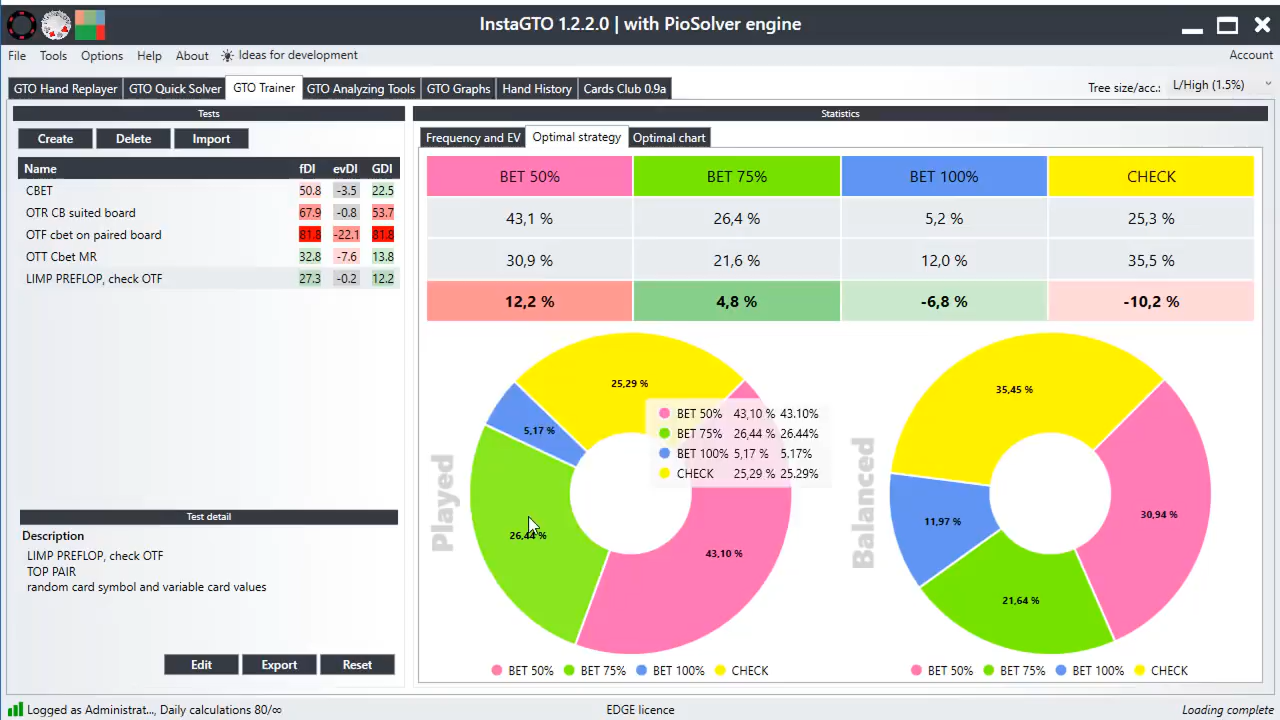 InstaGTO 1.2.2.0 | with PioSolver engine
File Tools Options Help About Ideas for development Account
GTO Hand Replayer GTO Quick Solver GTO Trainer GTO Analyzing Tools GTO Graphs Hand History Cards Club 0.9a Tree size/acc.: L/High (1.5%)
Tests
Create Delete Import
Name fDI evDI GDI
CBET 50.8 -3.5 22.5
OTR CB suited board 67.9 -0.8 53.7
OTF cbet on paired board 81.8 -22.1 81.8
OTT Cbet MR 32.8 -7.6 13.8
LIMP PREFLOP, check OTF 27.3 -0.2 12.2
Test detail
Description
LIMP PREFLOP, check OTF
TOP PAIR
random card symbol and variable card values
Edit Export Reset
Statistics
Frequency and EV Optimal strategy Optimal chart
BET 50% BET 75% BET 100% CHECK
43,1 % 26,4 % 5,2 % 25,3 %
30,9 % 21,6 % 12,0 % 35,5 %
12,2 % 4,8 % -6,8 % -10,2 %
Played
25,29 %
5,17 %
26,44 %
43,10 %
BET 50% 43,10 % 43.10%
BET 75% 26,44 % 26.44%
BET 100% 5,17 % 5.17%
CHECK 25,29 % 25.29%
BET 50% BET 75% BET 100% CHECK
Balanced
35,45 %
11,97 %
30,94 %
21,64 %
BET 50% BET 75% BET 100% CHECK
Logged as Administrat..., Daily calculations 80/∞ EDGE licence Loading complete